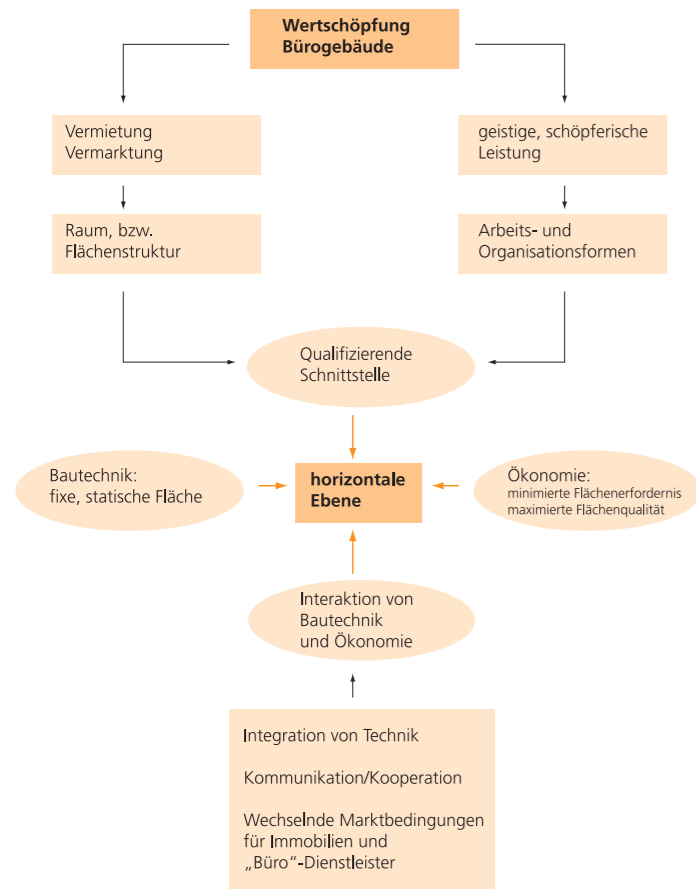 Wertschöpfung
Bürogebäude
Vermietung
Vermarktung
geistige, schöpferische
Leistung
Raum, bzw.
Flächenstruktur
Arbeits- und
Organisationsformen
Qualifizierende
Schnittstelle
Bautechnik:
fixe, statische Fläche
horizontale
Ebene
Ökonomie:
minimierte Flächenerfordernis
maximierte Flächenqualität
Interaktion von
Bautechnik
und Ökonomie
Integration von Technik
Kommunikation/Kooperation
Wechselnde Marktbedingungen
für Immobilien und
„Büro“-Dienstleister